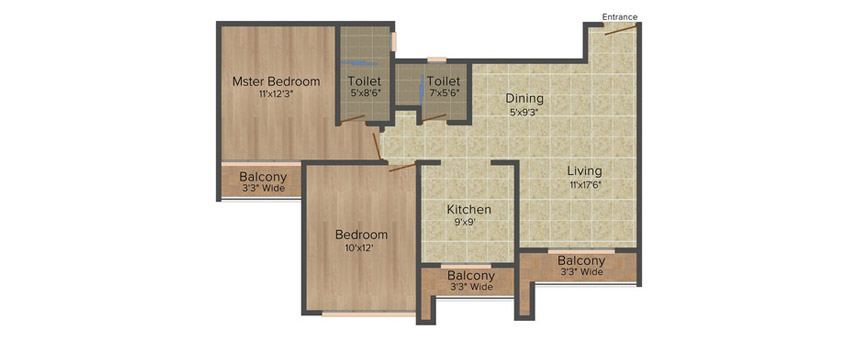 Entrance
Mster Bedroom
11'x12'3"
Toilet
5'x8'6"
Toilet
7'x5'6"
Dining
5'x9'3"
Living
11'x17'6"
Balcony
3'3" Wide
Bedroom
10'x12'
Kitchen
9'x9'
Balcony
3'3" Wide
Balcony
3'3" Wide